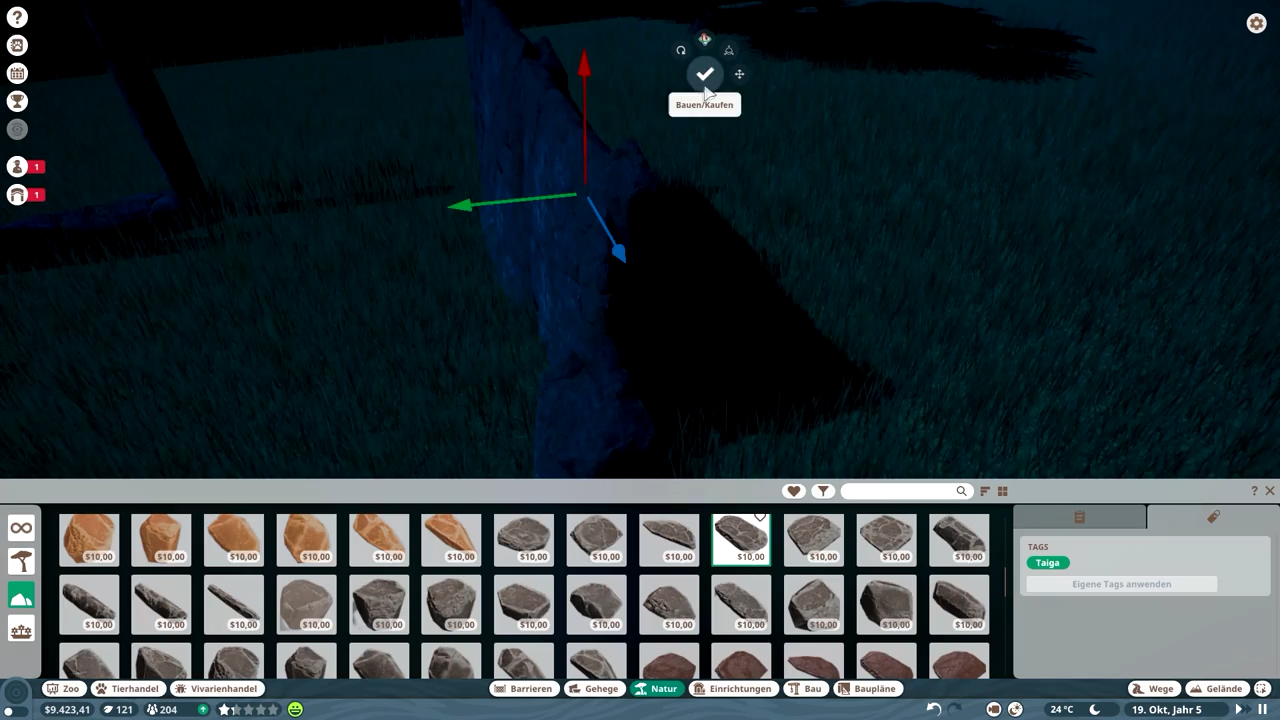 ?
1
1
Bauen/Kaufen
?
$10,00 $10,00 $10,00 $10,00 $10,00 $10,00 $10,00 $10,00 $10,00 $10,00 $10,00 $10,00 $10,00
$10,00 $10,00 $10,00 $10,00 $10,00 $10,00 $10,00 $10,00 $10,00 $10,00 $10,00 $10,00 $10,00
TAGS
Taiga
Eigene Tags anwenden
Zoo Tierhandel Vivarienhandel Barrieren Gehege Natur Einrichtungen Bau Baupläne Wege Gelände
$9.423,41 121 204 24 °C 19. Okt, Jahr 5